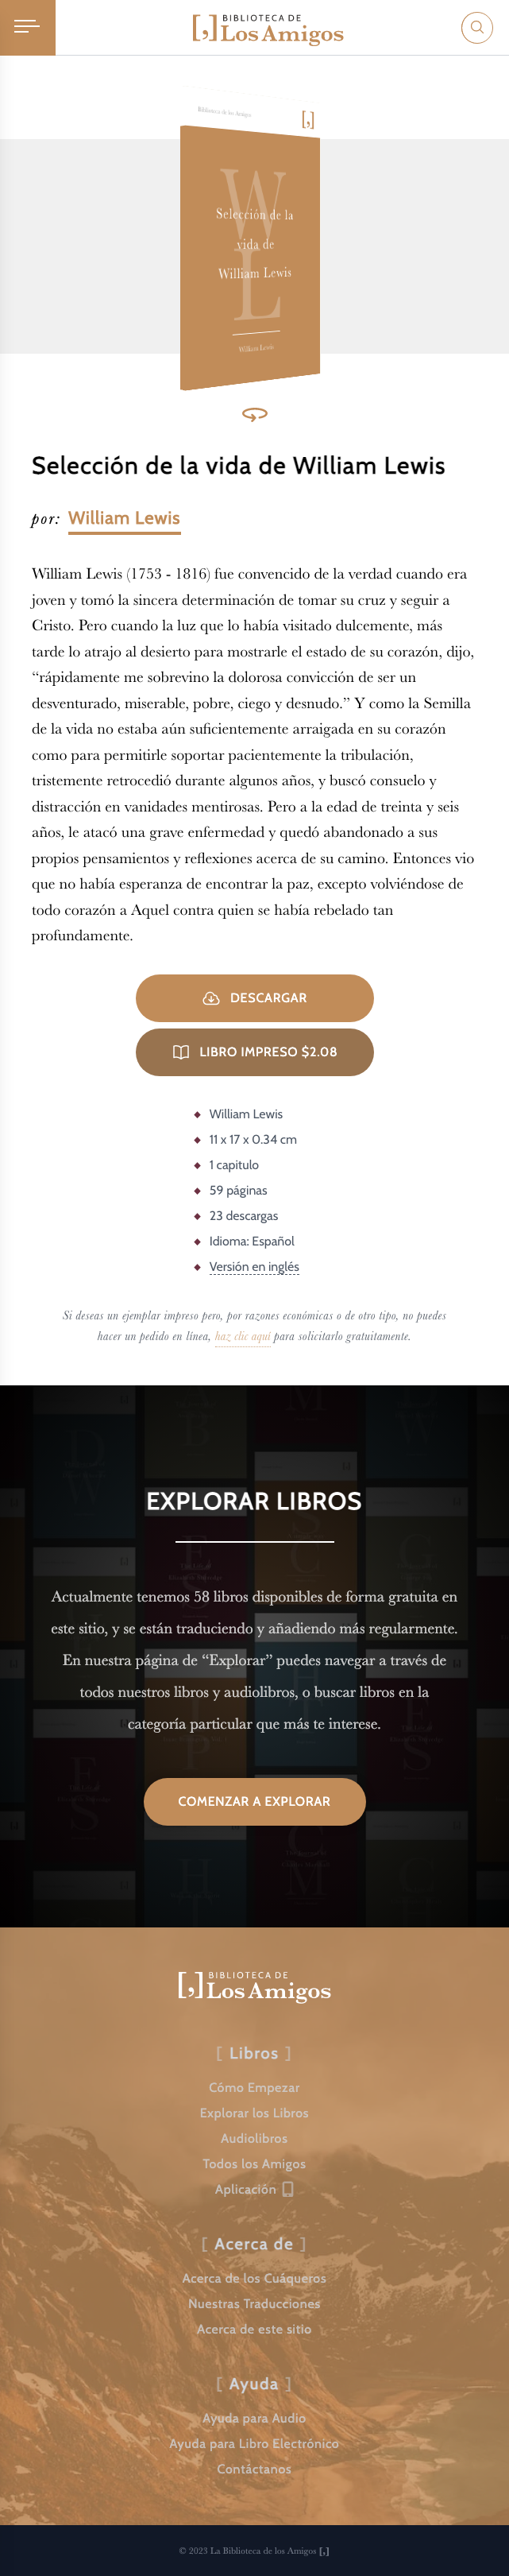 BIBLIOTECA DE
[,] Los Amigos
Biblioteca de los Amigos
[,]
WL
Selección de la
vida de
William Lewis
William Lewis
Selección de la vida de William Lewis
por: William Lewis
William Lewis (1753 - 1816) fue convencido de la verdad cuando era
joven y tomó la sincera determinación de tomar su cruz y seguir a
Cristo. Pero cuando la luz que lo había visitado dulcemente, más
tarde lo atrajo al desierto para mostrarle el estado de su corazón, dijo,
“rápidamente me sobrevino la dolorosa convicción de ser un
desventurado, miserable, pobre, ciego y desnudo.” Y como la Semilla
de la vida no estaba aún suficientemente arraigada en su corazón
como para permitirle soportar pacientemente la tribulación,
tristemente retrocedió durante algunos años, y buscó consuelo y
distracción en vanidades mentirosas. Pero a la edad de treinta y seis
años, le atacó una grave enfermedad y quedó abandonado a sus
propios pensamientos y reflexiones acerca de su camino. Entonces vio
que no había esperanza de encontrar la paz, excepto volviéndose de
todo corazón a Aquel contra quien se había rebelado tan
profundamente.
DESCARGAR
LIBRO IMPRESO $2.08
William Lewis
11 x 17 x 0.34 cm
1 capitulo
59 páginas
23 descargas
Idioma: Español
Versión en inglés
Si deseas un ejemplar impreso pero, por razones económicas o de otro tipo, no puedes
hacer un pedido en línea, haz clic aquí para solicitarlo gratuitamente.
EXPLORAR LIBROS
Actualmente tenemos 58 libros disponibles de forma gratuita en
este sitio, y se están traduciendo y añadiendo más regularmente.
En nuestra página de “Explorar” puedes navegar a través de
todos nuestros libros y audiolibros, o buscar libros en la
categoría particular que más te interese.
COMENZAR A EXPLORAR
BIBLIOTECA DE
[,] Los Amigos
[ Libros ]
Cómo Empezar
Explorar los Libros
Audiolibros
Todos los Amigos
Aplicación
[ Acerca de ]
Acerca de los Cuáqueros
Nuestras Traducciones
Acerca de este sitio
[ Ayuda ]
Ayuda para Audio
Ayuda para Libro Electrónico
Contáctanos
© 2023 La Biblioteca de los Amigos [,]